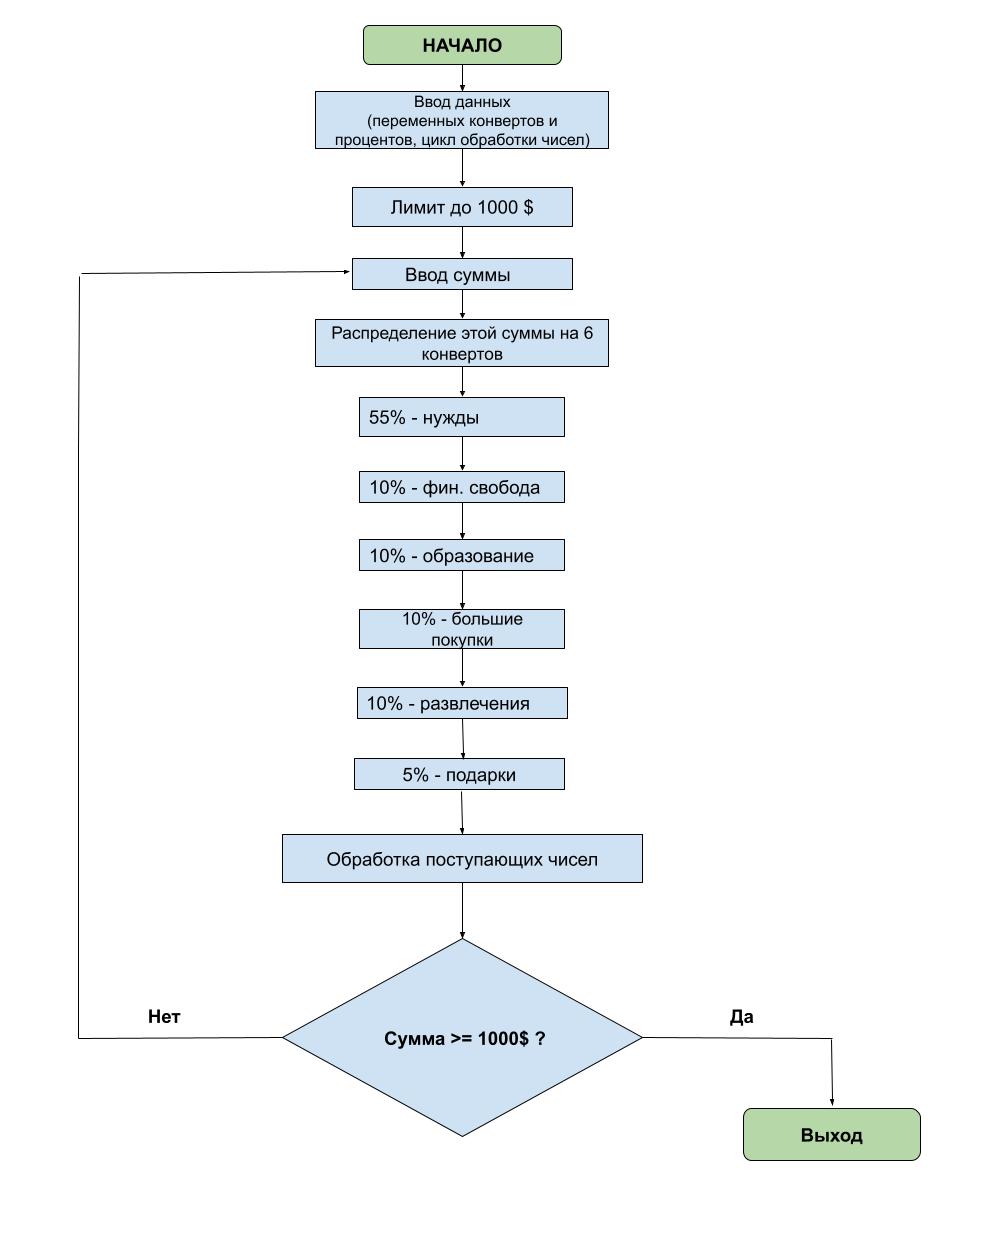 НАЧАЛО
Ввод данных
(переменных конвертов и
процентов, цикл обработки чисел)
Лимит до 1000 $
Ввод суммы
Распределение этой суммы на 6
конвертов
55% - нужды
10% - фин. свобода
10% - образование
10% - большие
покупки
10% - развлечения
5% - подарки
Обработка поступающих чисел
Нет
Да
Сумма >= 1000$ ?
Выход